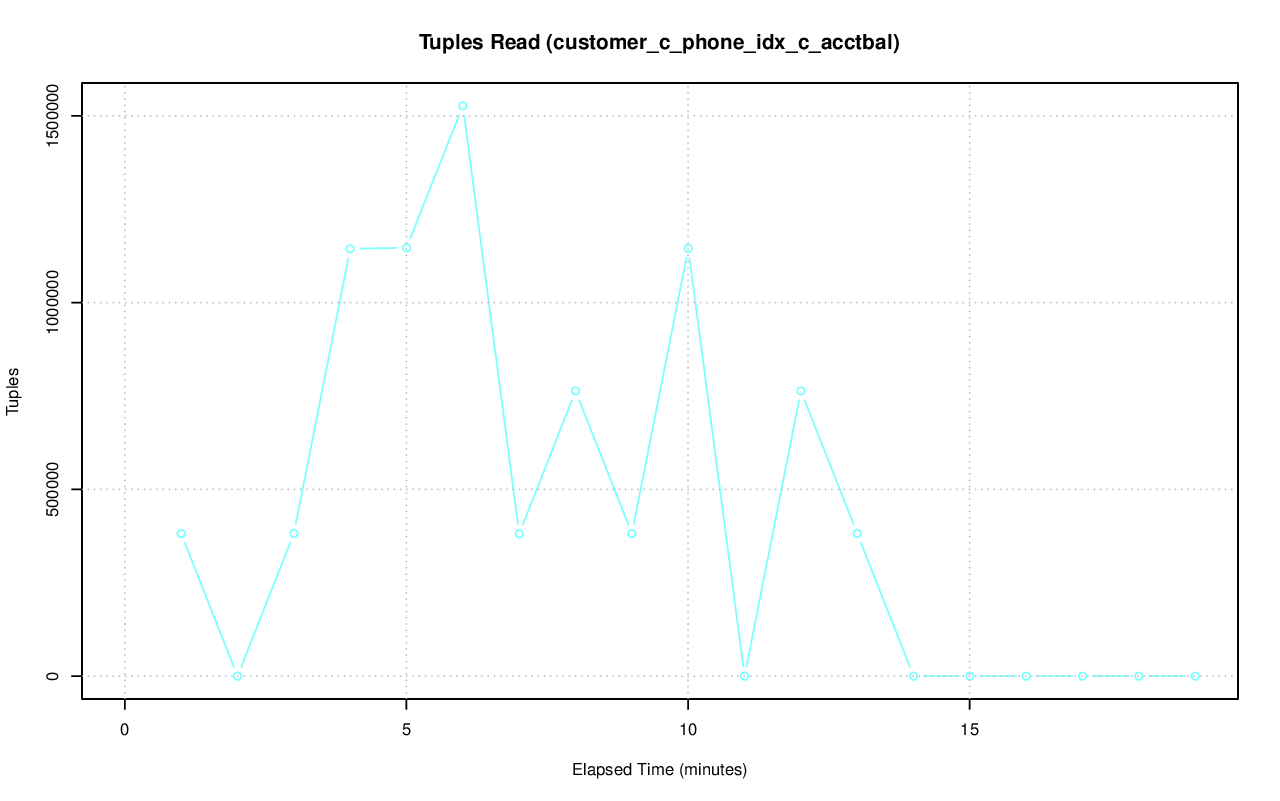 Tuples Read (customer_c_phone_idx_c_acctbal)
Tuples
1500000
1000000
500000
0
0 5 10 15
Elapsed Time (minutes)